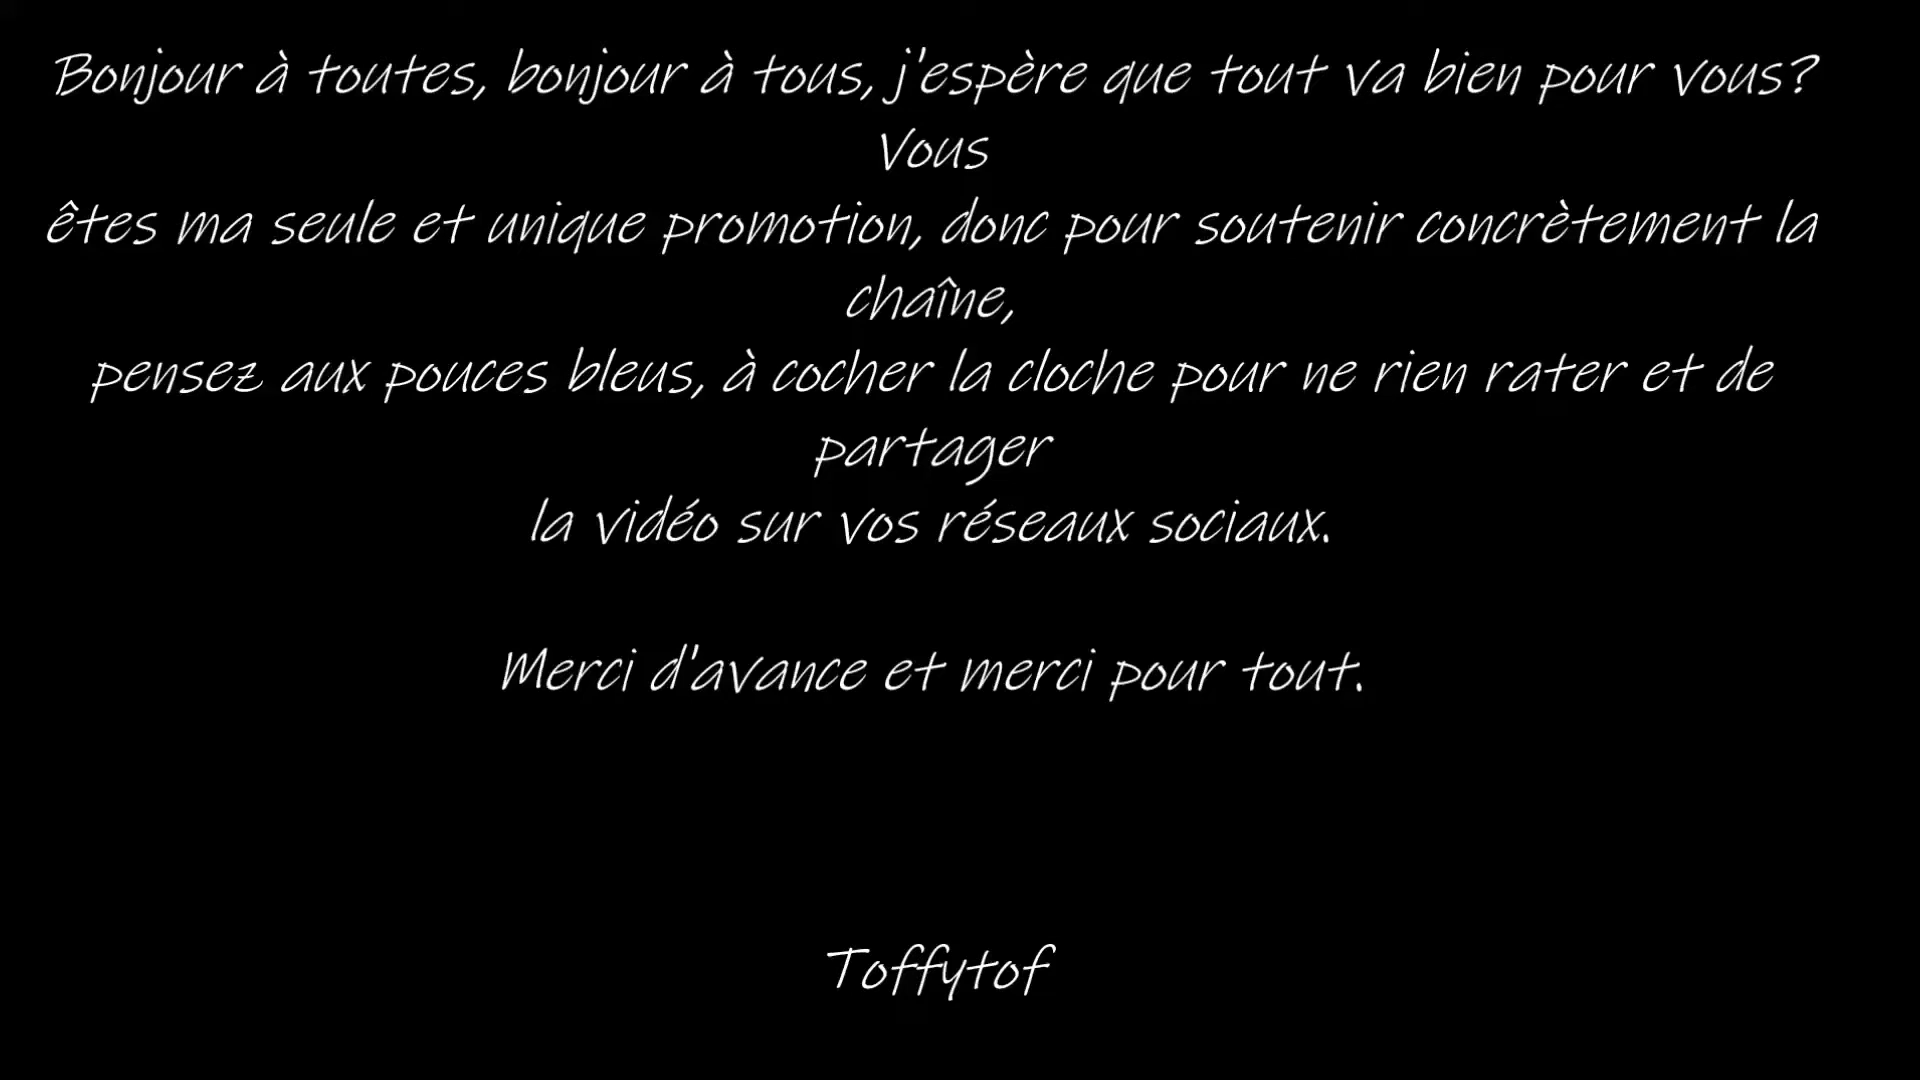 Bonjour à toutes, bonjour à tous, j'espère que tout va bien pour vous?
Vous
êtes ma seule et unique promotion, donc pour soutenir concrètement la
chaîne,
pensez aux pouces bleus, à cocher la cloche pour ne rien rater et de
partager
la vidéo sur vos réseaux sociaux.
Merci d'avance et merci pour tout.
Toffytof